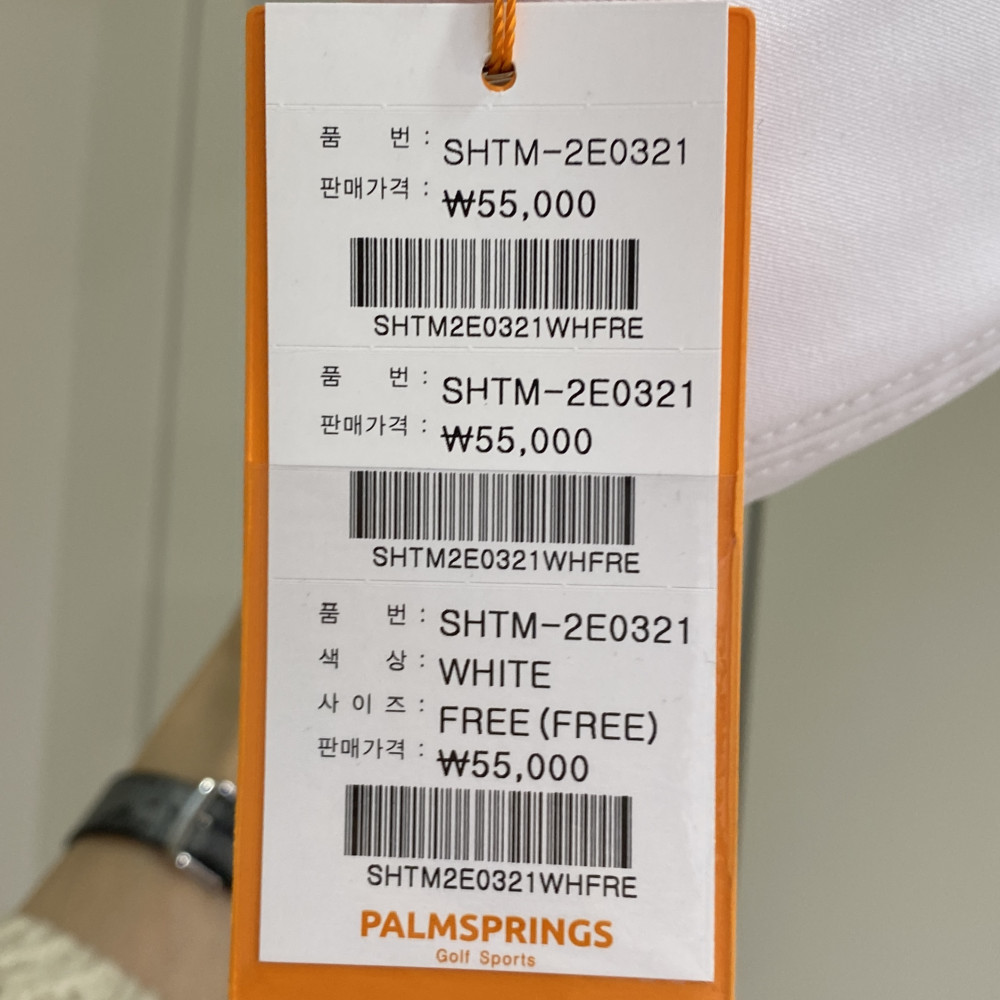 품 번 : SHTM-2E0321
판매가격 : ₩55,000
SHTM2E0321WHFRE
품 번 : SHTM-2E0321
판매가격 : ₩55,000
SHTM2E0321WHFRE
품 번 : SHTM-2E0321
색 상 : WHITE
사 이 즈 : FREE (FREE)
판매가격 : ₩55,000
SHTM2E0321WHFRE
PALMSPRINGS
Golf Sports